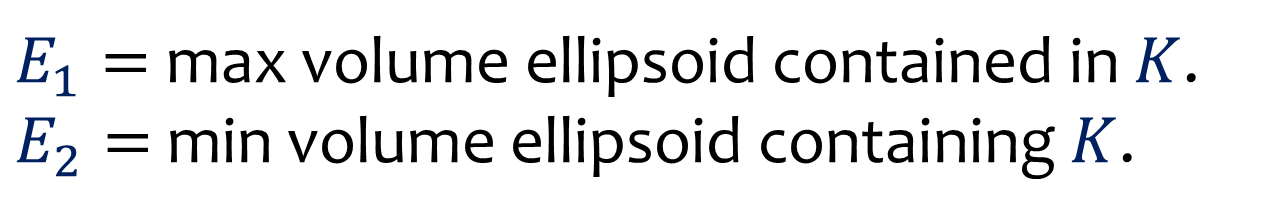 E₁ = max volume ellipsoid contained in K.
E₂ = min volume ellipsoid containing K.